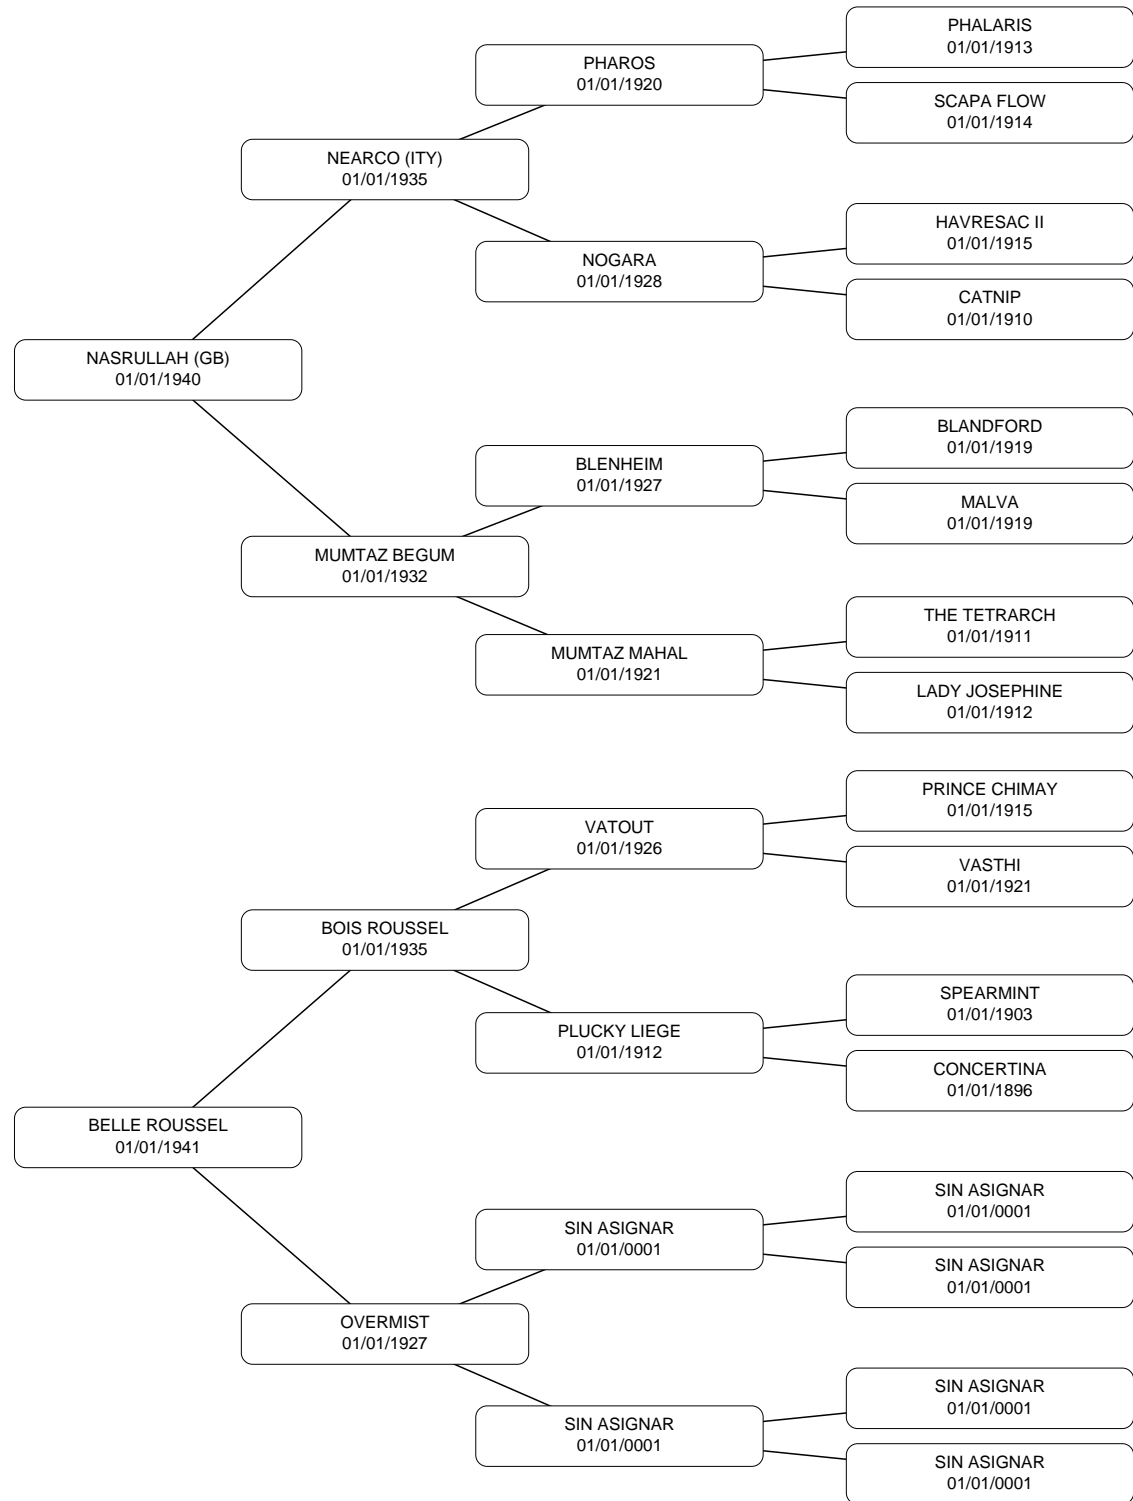 PHALARIS
01/01/1913
PHAROS
01/01/1920
SCAPA FLOW
01/01/1914
NEARCO (ITY)
01/01/1935
HAVRESAC II
01/01/1915
NOGARA
01/01/1928
CATNIP
01/01/1910
NASRULLAH (GB)
01/01/1940
BLANDFORD
01/01/1919
BLENHEIM
01/01/1927
MALVA
01/01/1919
MUMTAZ BEGUM
01/01/1932
THE TETRARCH
01/01/1911
MUMTAZ MAHAL
01/01/1921
LADY JOSEPHINE
01/01/1912
PRINCE CHIMAY
01/01/1915
VATOUT
01/01/1926
VASTHI
01/01/1921
BOIS ROUSSEL
01/01/1935
SPEARMINT
01/01/1903
PLUCKY LIEGE
01/01/1912
CONCERTINA
01/01/1896
BELLE ROUSSEL
01/01/1941
SIN ASIGNAR
01/01/0001
SIN ASIGNAR
01/01/0001
SIN ASIGNAR
01/01/0001
OVERMIST
01/01/1927
SIN ASIGNAR
01/01/0001
SIN ASIGNAR
01/01/0001
SIN ASIGNAR
01/01/0001